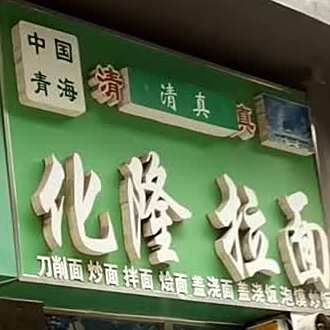 中国
青海
清 清真 真
化隆拉面
刀削面 炒面 拌面 烩面 盖浇面 盖浇饭 泡馍